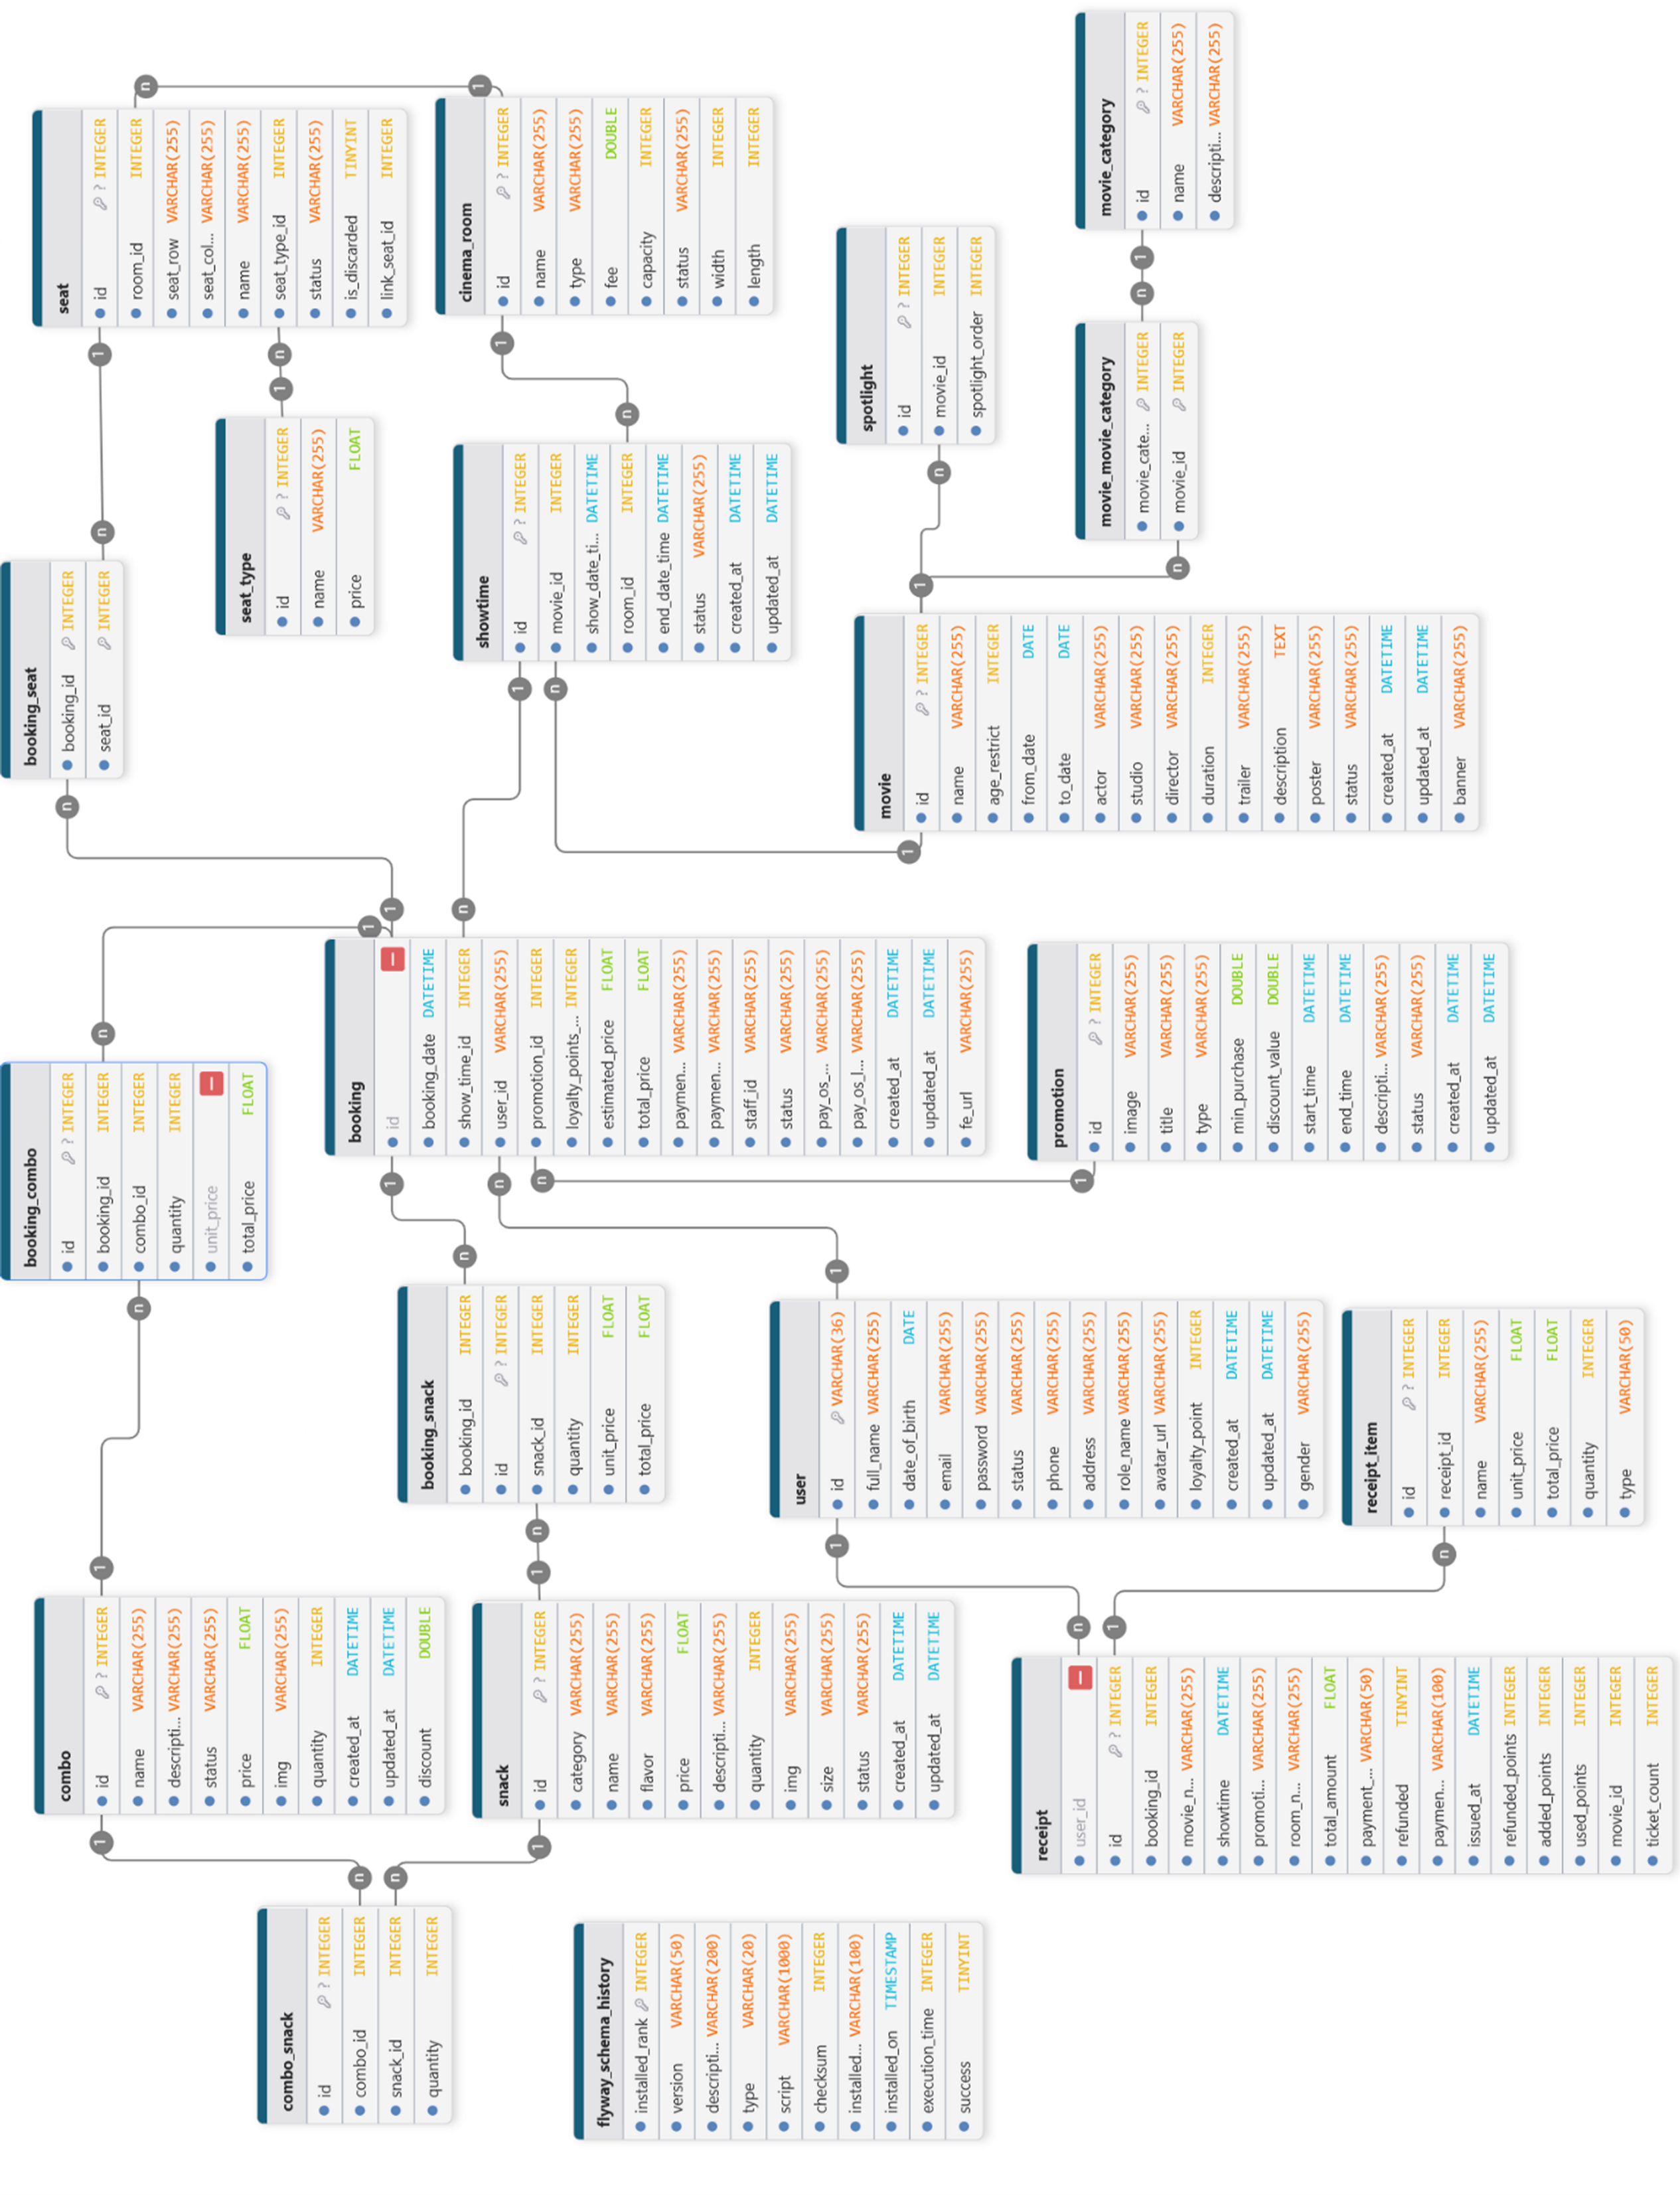 combo_snack
id ? INTEGER
combo_id INTEGER
snack_id INTEGER
quantity INTEGER
n
n
flyway_schema_history
installed_rank INTEGER
version VARCHAR(50)
descripti... VARCHAR(200)
type VARCHAR(20)
script VARCHAR(1000)
checksum INTEGER
installed... VARCHAR(100)
installed_on TIMESTAMP
execution_time INTEGER
success TINYINT
1
combo
id ? INTEGER
name VARCHAR(255)
descripti... VARCHAR(255)
status VARCHAR(255)
price FLOAT
img VARCHAR(255)
quantity INTEGER
created_at DATETIME
updated_at DATETIME
discount DOUBLE
1
1
snack
id ? INTEGER
category VARCHAR(255)
name VARCHAR(255)
flavor VARCHAR(255)
price FLOAT
descripti... VARCHAR(255)
quantity INTEGER
img VARCHAR(255)
size VARCHAR(255)
status VARCHAR(255)
created_at DATETIME
updated_at DATETIME
1
receipt
user_id
id ? INTEGER
booking_id INTEGER
movie_n... VARCHAR(255)
showtime DATETIME
promoti... VARCHAR(255)
room_n... VARCHAR(255)
total_amount FLOAT
payment_... VARCHAR(50)
refunded TINYINT
paymen... VARCHAR(100)
issued_at DATETIME
refunded_points INTEGER
added_points INTEGER
used_points INTEGER
movie_id INTEGER
ticket_count INTEGER
n
1
booking_combo
id ? INTEGER
booking_id INTEGER
combo_id INTEGER
quantity INTEGER
unit_price
total_price FLOAT
n
n
n
booking_snack
booking_id INTEGER
id ? INTEGER
snack_id INTEGER
quantity INTEGER
unit_price FLOAT
total_price FLOAT
n
1
user
id VARCHAR(36)
full_name VARCHAR(255)
date_of_birth DATE
email VARCHAR(255)
password VARCHAR(255)
status VARCHAR(255)
phone VARCHAR(255)
address VARCHAR(255)
role_name VARCHAR(255)
avatar_url VARCHAR(255)
loyalty_point INTEGER
created_at DATETIME
updated_at DATETIME
gender VARCHAR(255)
1
n
receipt_item
id ? INTEGER
receipt_id INTEGER
name VARCHAR(255)
unit_price FLOAT
total_price FLOAT
quantity INTEGER
type VARCHAR(50)
1
n
n
booking
id
booking_date DATETIME
show_time_id INTEGER
user_id VARCHAR(255)
promotion_id INTEGER
loyalty_points_... INTEGER
estimated_price FLOAT
total_price FLOAT
paymen... VARCHAR(255)
paymen... VARCHAR(255)
staff_id VARCHAR(255)
status VARCHAR(255)
pay_os_... VARCHAR(255)
pay_os_l... VARCHAR(255)
created_at DATETIME
updated_at DATETIME
fe_url VARCHAR(255)
1
1
n
1
promotion
id ? INTEGER
image VARCHAR(255)
title VARCHAR(255)
type VARCHAR(255)
min_purchase DOUBLE
discount_value DOUBLE
start_time DATETIME
end_time DATETIME
descripti... VARCHAR(255)
status VARCHAR(255)
created_at DATETIME
updated_at DATETIME
n
booking_seat
booking_id INTEGER
seat_id INTEGER
n
1
movie
id ? INTEGER
name VARCHAR(255)
age_restrict INTEGER
from_date DATE
to_date DATE
actor VARCHAR(255)
studio VARCHAR(255)
director VARCHAR(255)
duration INTEGER
trailer VARCHAR(255)
description TEXT
poster VARCHAR(255)
status VARCHAR(255)
created_at DATETIME
updated_at DATETIME
banner VARCHAR(255)
1
seat_type
id ? INTEGER
name VARCHAR(255)
price FLOAT
1
1
n
showtime
id ? INTEGER
movie_id INTEGER
show_date_ti... DATETIME
room_id INTEGER
end_date_time DATETIME
status VARCHAR(255)
created_at DATETIME
updated_at DATETIME
n
n
spotlight
id ? INTEGER
movie_id INTEGER
spotlight_order INTEGER
n
movie_movie_category
movie_cate... INTEGER
movie_id INTEGER
n
1
n
seat
id ? INTEGER
room_id INTEGER
seat_row VARCHAR(255)
seat_col... VARCHAR(255)
name VARCHAR(255)
seat_type_id INTEGER
status VARCHAR(255)
is_discarded TINYINT
link_seat_id INTEGER
n
1
cinema_room
id ? INTEGER
name VARCHAR(255)
type VARCHAR(255)
fee DOUBLE
capacity INTEGER
status VARCHAR(255)
width INTEGER
length INTEGER
1
1
movie_category
id ? INTEGER
name VARCHAR(255)
descripti... VARCHAR(255)